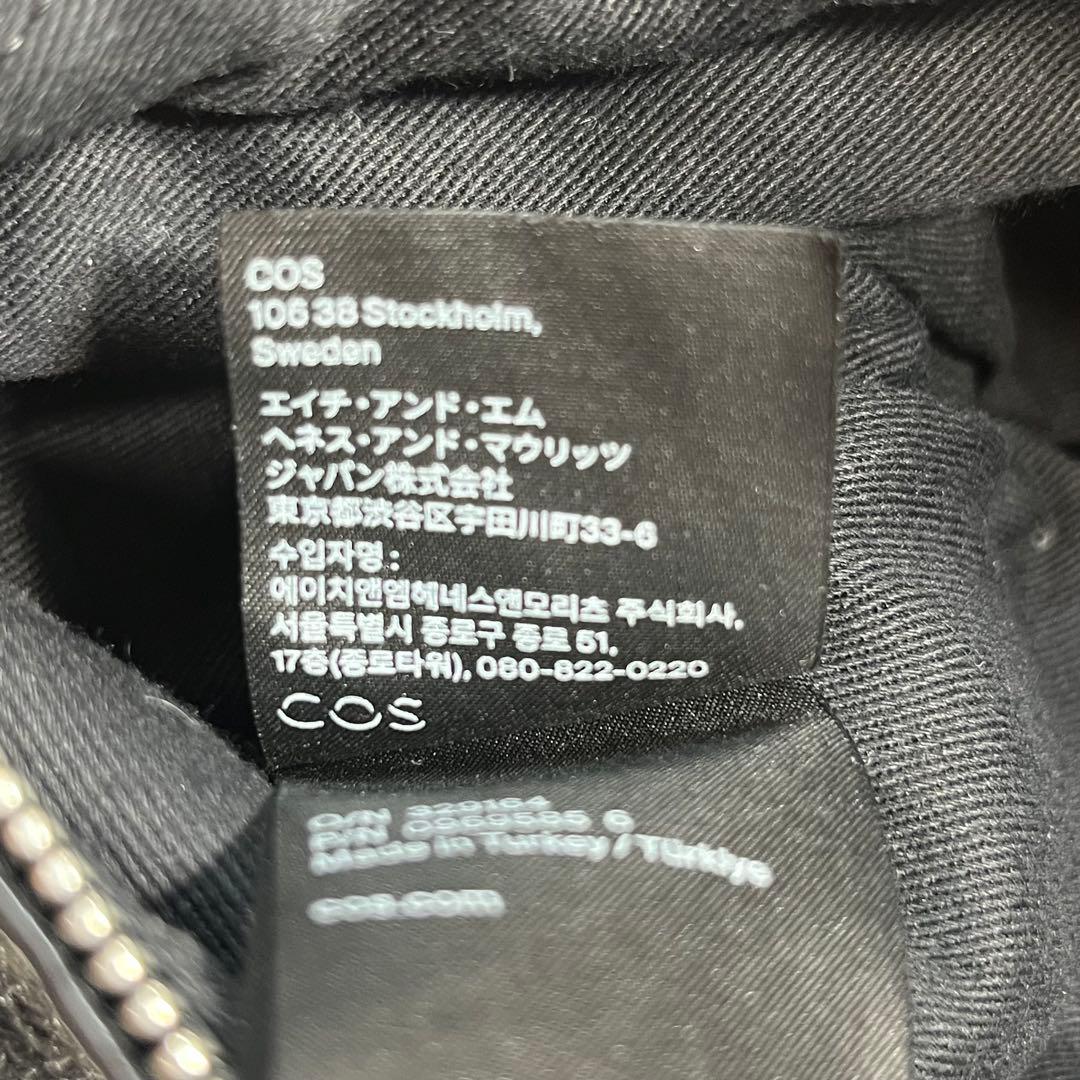 COS
106 38 Stockholm,
Sweden
エイチ・アンド・エム
ヘネス・アンド・マウリッツ
ジャパン株式会社
東京都渋谷区宇田川町33-6
수입자명 :
에이치앤엠헤네스앤모리츠 주식회사,
서울특별시 종로구 종로 51,
17층(종로타워), 080-822-0220
COS
O/N 329164
P/N 0969595 6
Made in Turkey / Türkiye
cos.com